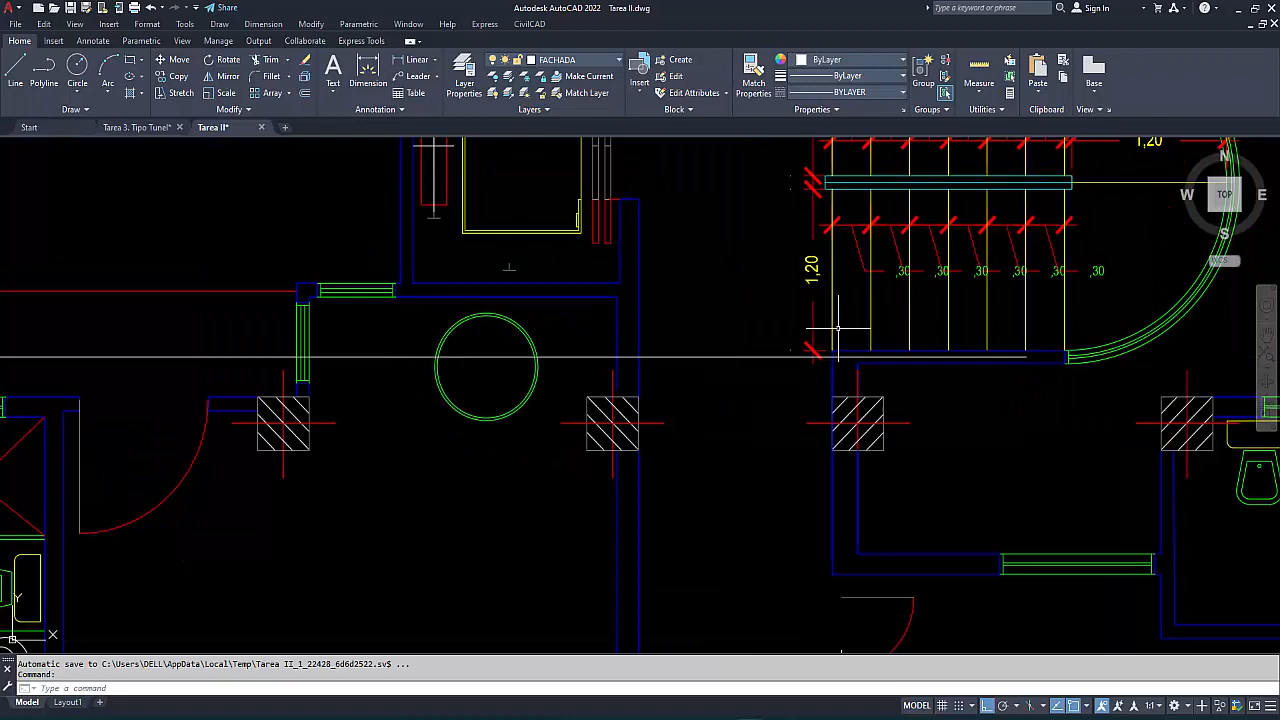 Share
Autodesk AutoCAD 2022 Tarea II.dwg
Type a keyword or phrase
Sign In
File Edit View Insert Format Tools Draw Dimension Modify Parametric Window Help Express CivilCAD
Home Insert Annotate Parametric View Manage Output Collaborate Express Tools
Line Polyline Circle Arc
Move Rotate Trim
Copy Mirror Fillet
Stretch Scale Array
Text Dimension
Linear
Leader
Table
Layer Properties
FACHADA
Make Current
Match Layer
Insert
Create
Edit
Edit Attributes
Match Properties
ByLayer
ByLayer
BYLAYER
Group
Measure
Paste
Base
Draw Modify Annotation Layers Block Properties Groups Utilities Clipboard View
Start Tarea 3. Tipo Tunel* Tarea II*
1,20
N
W TOP E
S
WCS
1,20
,30 ,30 ,30 ,30 ,30 ,30
Y
X
Automatic save to C:\Users\DELL\AppData\Local\Temp\Tarea II_1_22428_6d6d2522.sv$ ...
Command:
Type a command
Model Layout1
MODEL
1:1